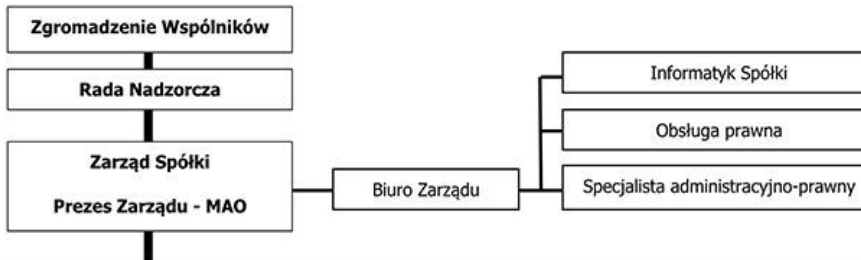 Zgromadzenie Wspólników
Rada Nadzorcza
Zarząd Spółki
Prezes Zarządu - MAO
Biuro Zarządu
Informatyk Spółki
Obsługa prawna
Specjalista administracyjno-prawny